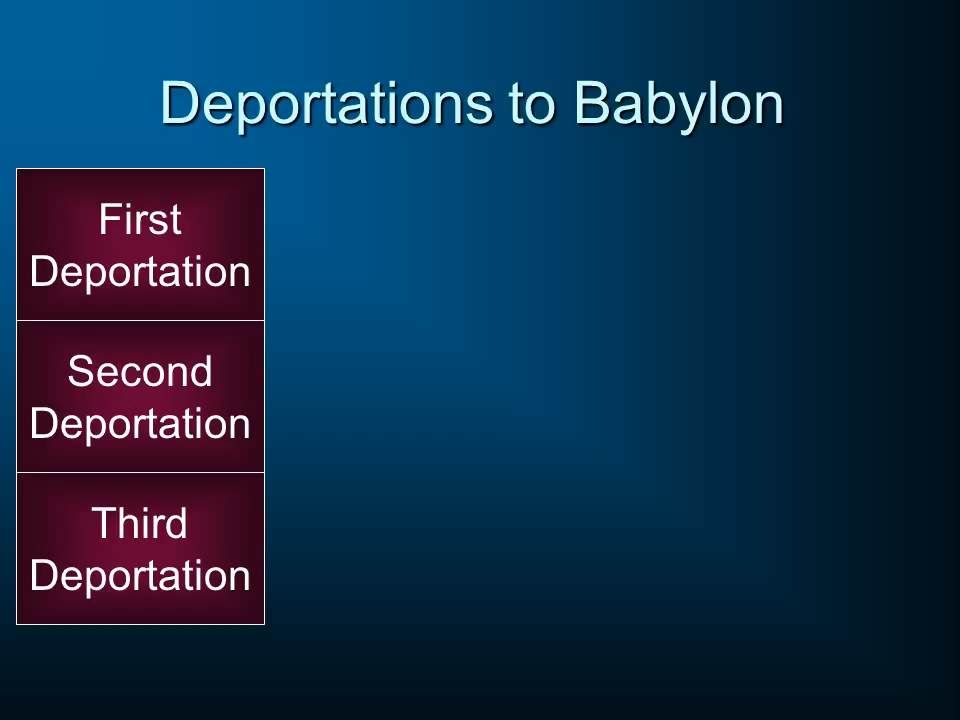 Deportations to Babylon
First
Deportation
Second
Deportation
Third
Deportation